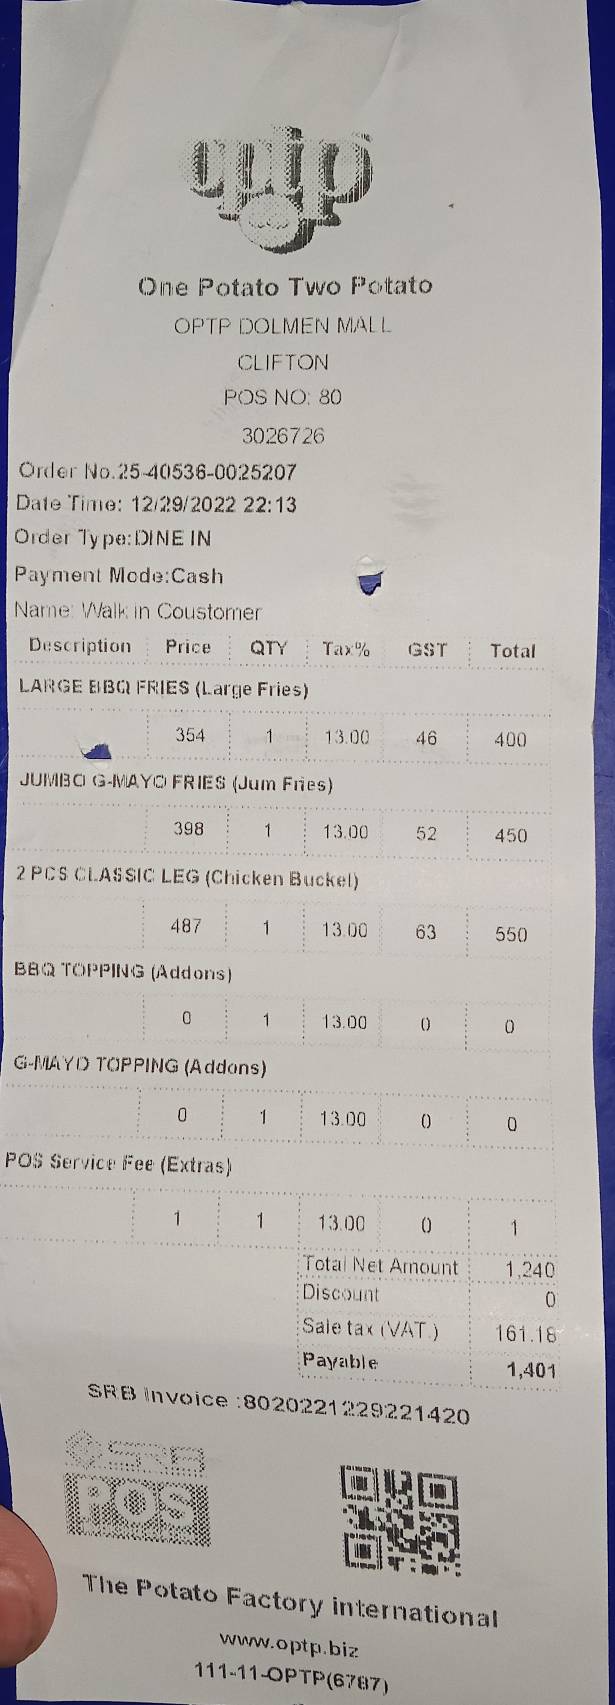 optp
One Potato Two Potato
OPTP DOLMEN MALL
CLIFTON
POS NO: 80
3026726
Order No.25-40536-0025207
Date Time: 12/29/2022 22:13
Order Type:DINE IN
Payment Mode:Cash
Name: Walk in Coustomer
Description Price QTY Tax% GST Total
LARGE BBQ FRIES (Large Fries)
354 1 13.00 46 400
JUMBO G-MAYO FRIES (Jum Fries)
398 1 13.00 52 450
2 PCS CLASSIC LEG (Chicken Bucket)
487 1 13.00 63 550
BBQ TOPPING (Addons)
0 1 13.00 0 0
G-MAYO TOPPING (Addons)
0 1 13.00 0 0
POS Service Fee (Extras)
1 1 13.00 0 1
Total Net Amount 1,240
Discount 0
Sale tax (VAT.) 161.18
Payable 1,401
SRB Invoice :8020221229221420
SRB
POS
The Potato Factory international
www.optp.biz
111-11-OPTP(6787)